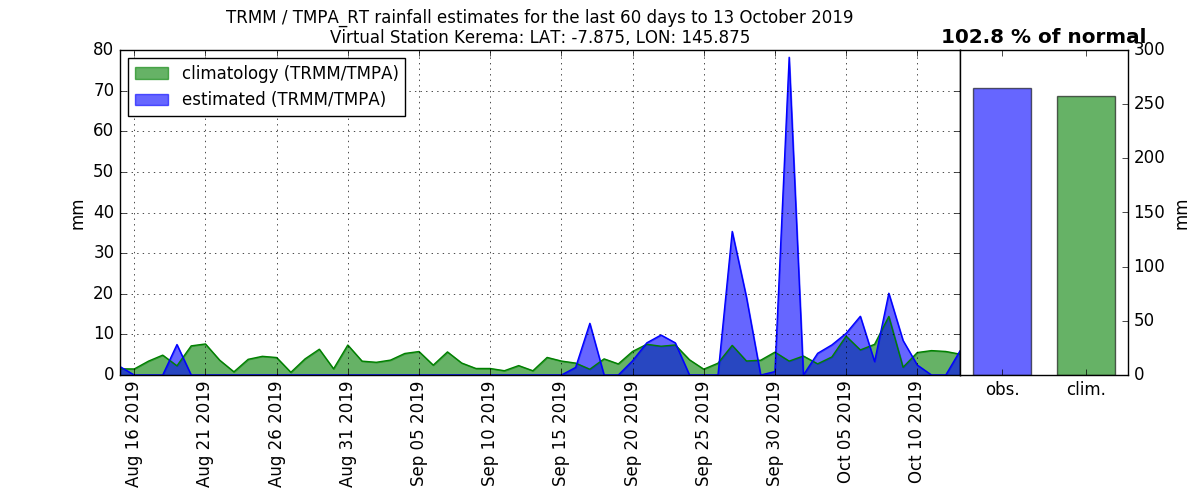 TRMM / TMPA_RT rainfall estimates for the last 60 days to 13 October 2019
Virtual Station Kerema: LAT: -7.875, LON: 145.875
102.8 % of normal
climatology (TRMM/TMPA)
estimated (TRMM/TMPA)
80
70
60
50
40
30
20
10
0
mm
Aug 16 2019
Aug 21 2019
Aug 26 2019
Aug 31 2019
Sep 05 2019
Sep 10 2019
Sep 15 2019
Sep 20 2019
Sep 25 2019
Sep 30 2019
Oct 05 2019
Oct 10 2019
obs.
clim.
300
250
200
150
100
50
0
mm